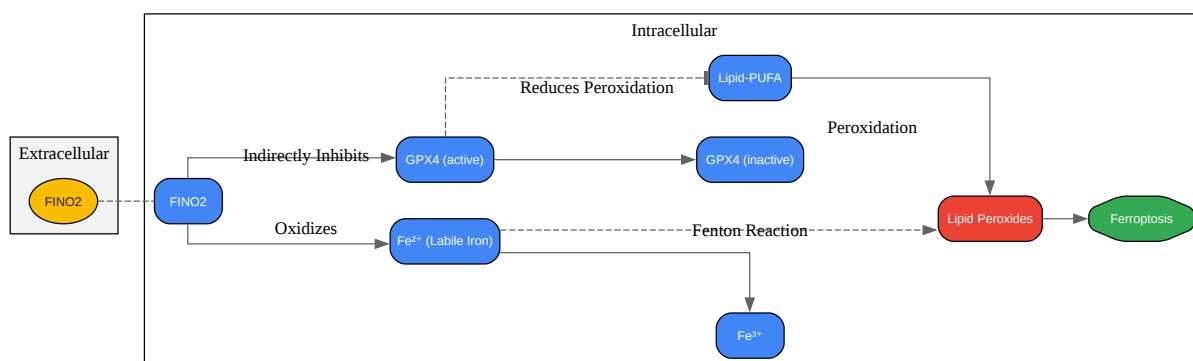 Intracellular
Lipid-PUFA
Reduces Peroxidation
Peroxidation
Extracellular
Indirectly Inhibits
GPX4 (active)
GPX4 (inactive)
FINO2
FINO2
Oxidizes
Fe²⁺ (Labile Iron)
Fenton Reaction
Lipid Peroxides
Ferroptosis
Fe³⁺